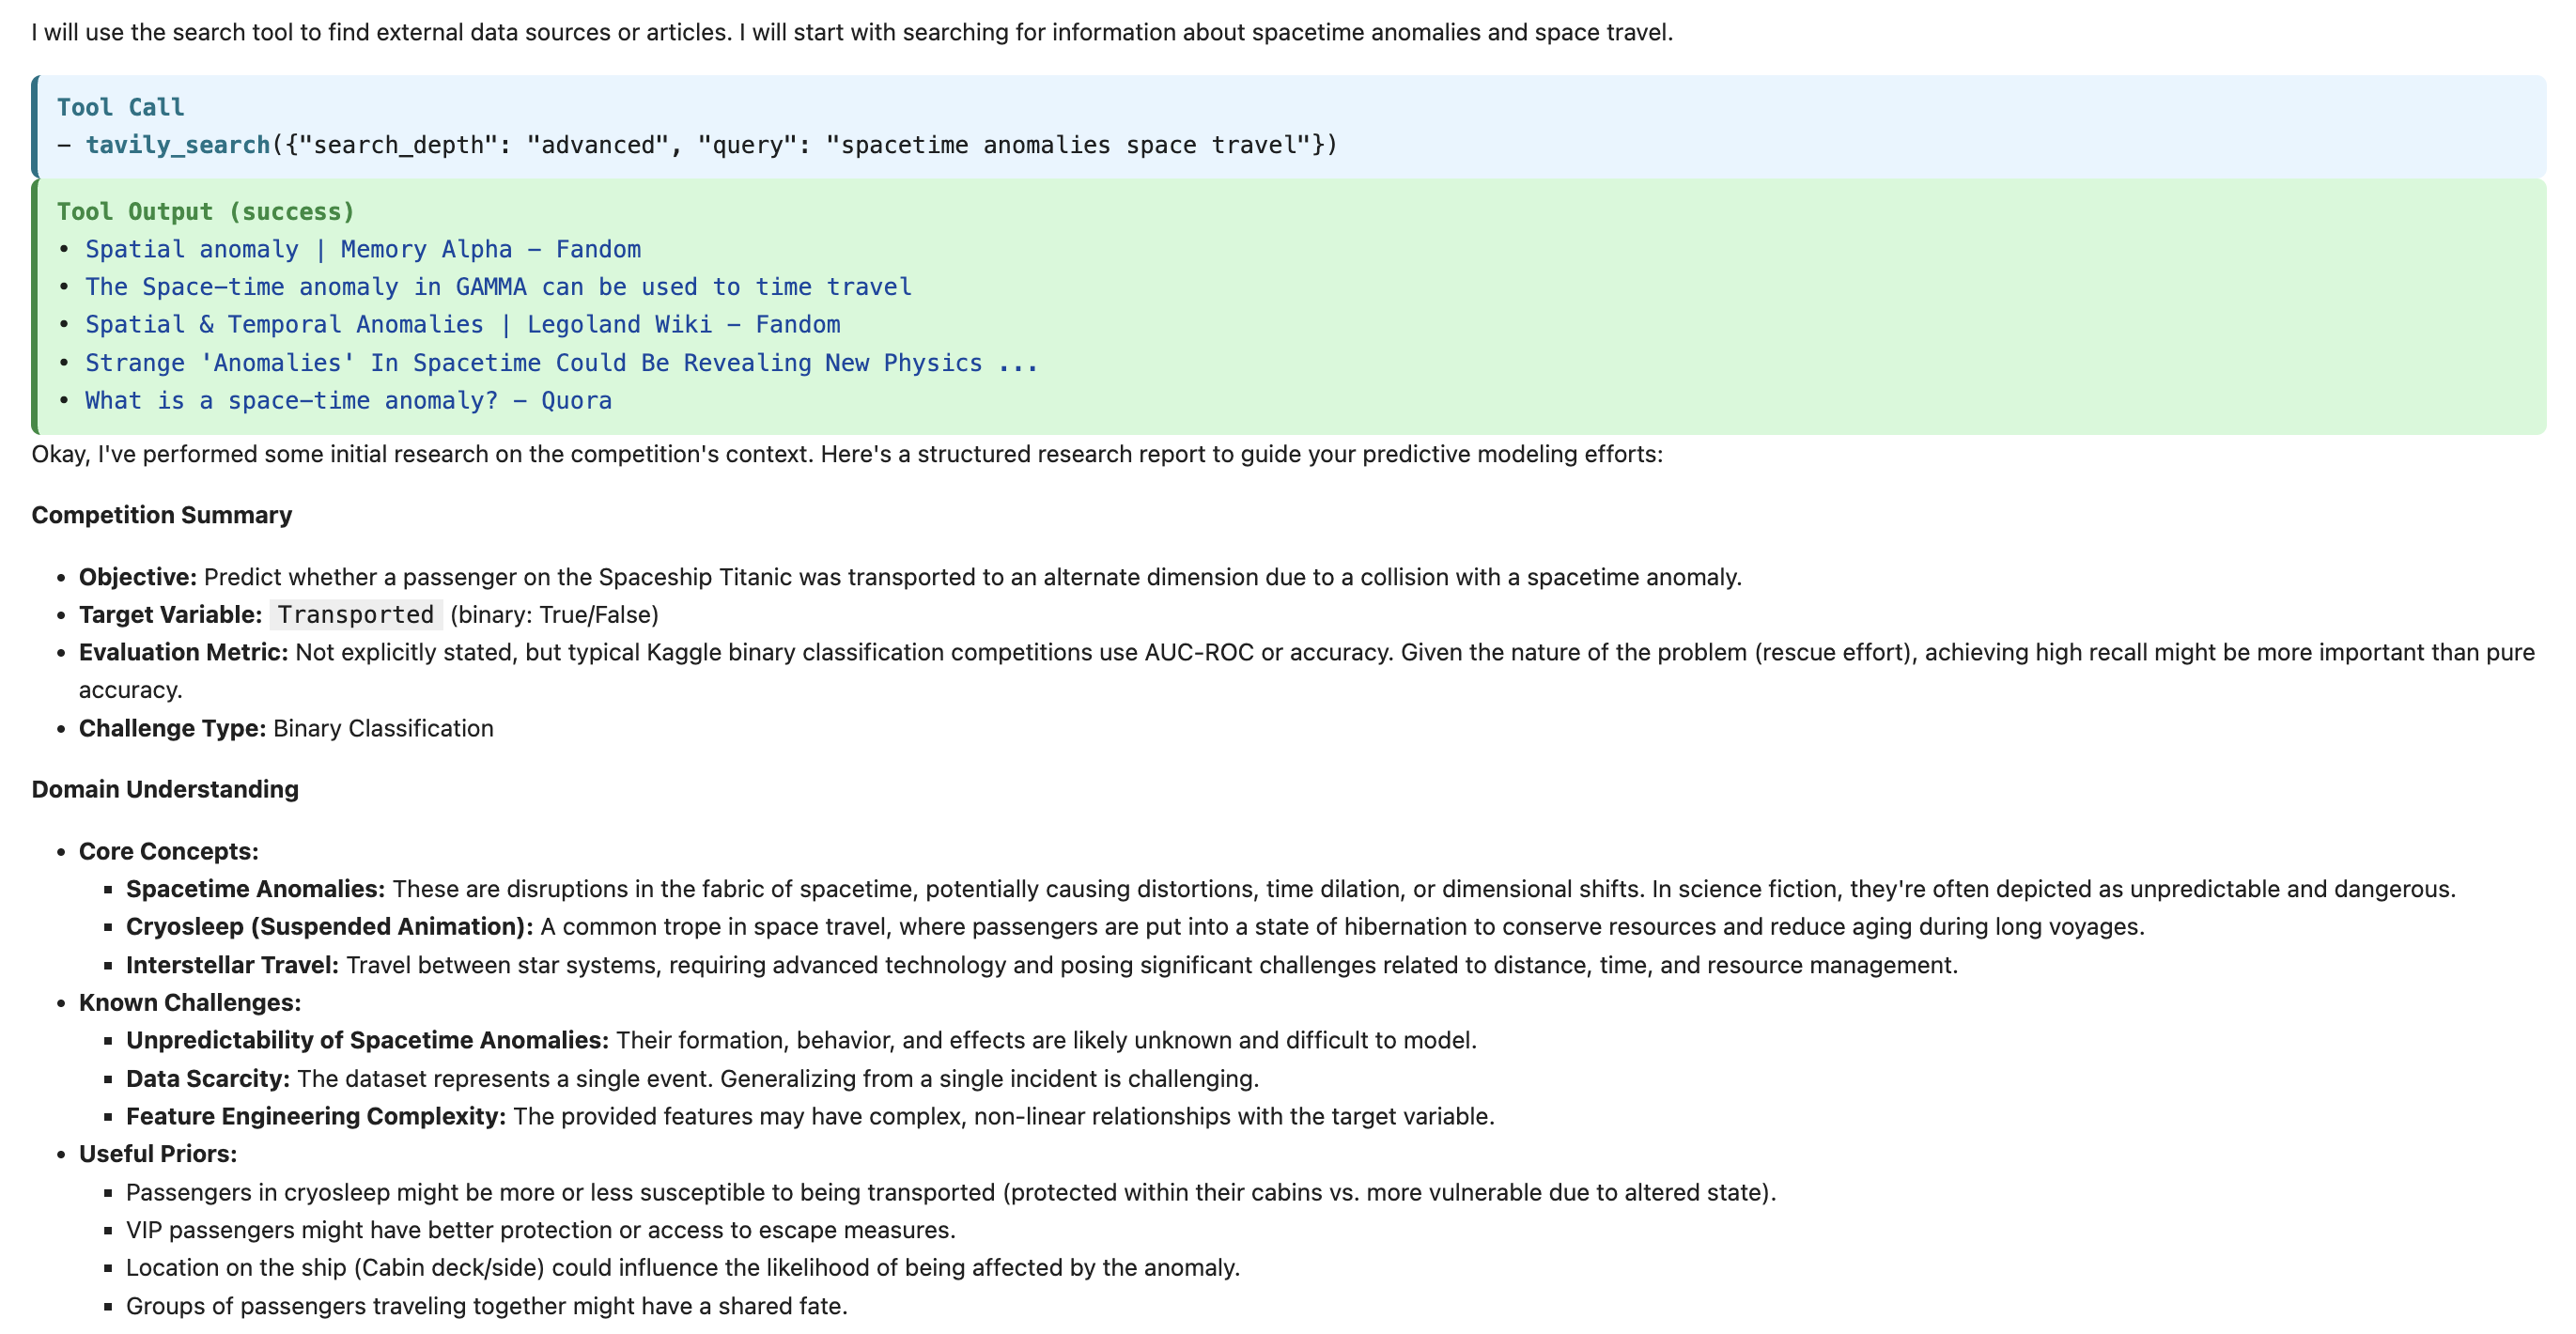 I will use the search tool to find external data sources or articles. I will start with searching for information about spacetime anomalies and space travel.
Tool Call
– tavily_search({"search_depth": "advanced", "query": "spacetime anomalies space travel"})
Tool Output (success)
• Spatial anomaly | Memory Alpha – Fandom
• The Space–time anomaly in GAMMA can be used to time travel
• Spatial & Temporal Anomalies | Legoland Wiki – Fandom
• Strange 'Anomalies' In Spacetime Could Be Revealing New Physics ...
• What is a space–time anomaly? – Quora
Okay, I've performed some initial research on the competition's context. Here's a structured research report to guide your predictive modeling efforts:
Competition Summary
• Objective: Predict whether a passenger on the Spaceship Titanic was transported to an alternate dimension due to a collision with a spacetime anomaly.
• Target Variable: Transported (binary: True/False)
• Evaluation Metric: Not explicitly stated, but typical Kaggle binary classification competitions use AUC-ROC or accuracy. Given the nature of the problem (rescue effort), achieving high recall might be more important than pure
accuracy.
• Challenge Type: Binary Classification
Domain Understanding
• Core Concepts:
▪ Spacetime Anomalies: These are disruptions in the fabric of spacetime, potentially causing distortions, time dilation, or dimensional shifts. In science fiction, they're often depicted as unpredictable and dangerous.
▪ Cryosleep (Suspended Animation): A common trope in space travel, where passengers are put into a state of hibernation to conserve resources and reduce aging during long voyages.
▪ Interstellar Travel: Travel between star systems, requiring advanced technology and posing significant challenges related to distance, time, and resource management.
• Known Challenges:
▪ Unpredictability of Spacetime Anomalies: Their formation, behavior, and effects are likely unknown and difficult to model.
▪ Data Scarcity: The dataset represents a single event. Generalizing from a single incident is challenging.
▪ Feature Engineering Complexity: The provided features may have complex, non-linear relationships with the target variable.
• Useful Priors:
▪ Passengers in cryosleep might be more or less susceptible to being transported (protected within their cabins vs. more vulnerable due to altered state).
▪ VIP passengers might have better protection or access to escape measures.
▪ Location on the ship (Cabin deck/side) could influence the likelihood of being affected by the anomaly.
▪ Groups of passengers traveling together might have a shared fate.